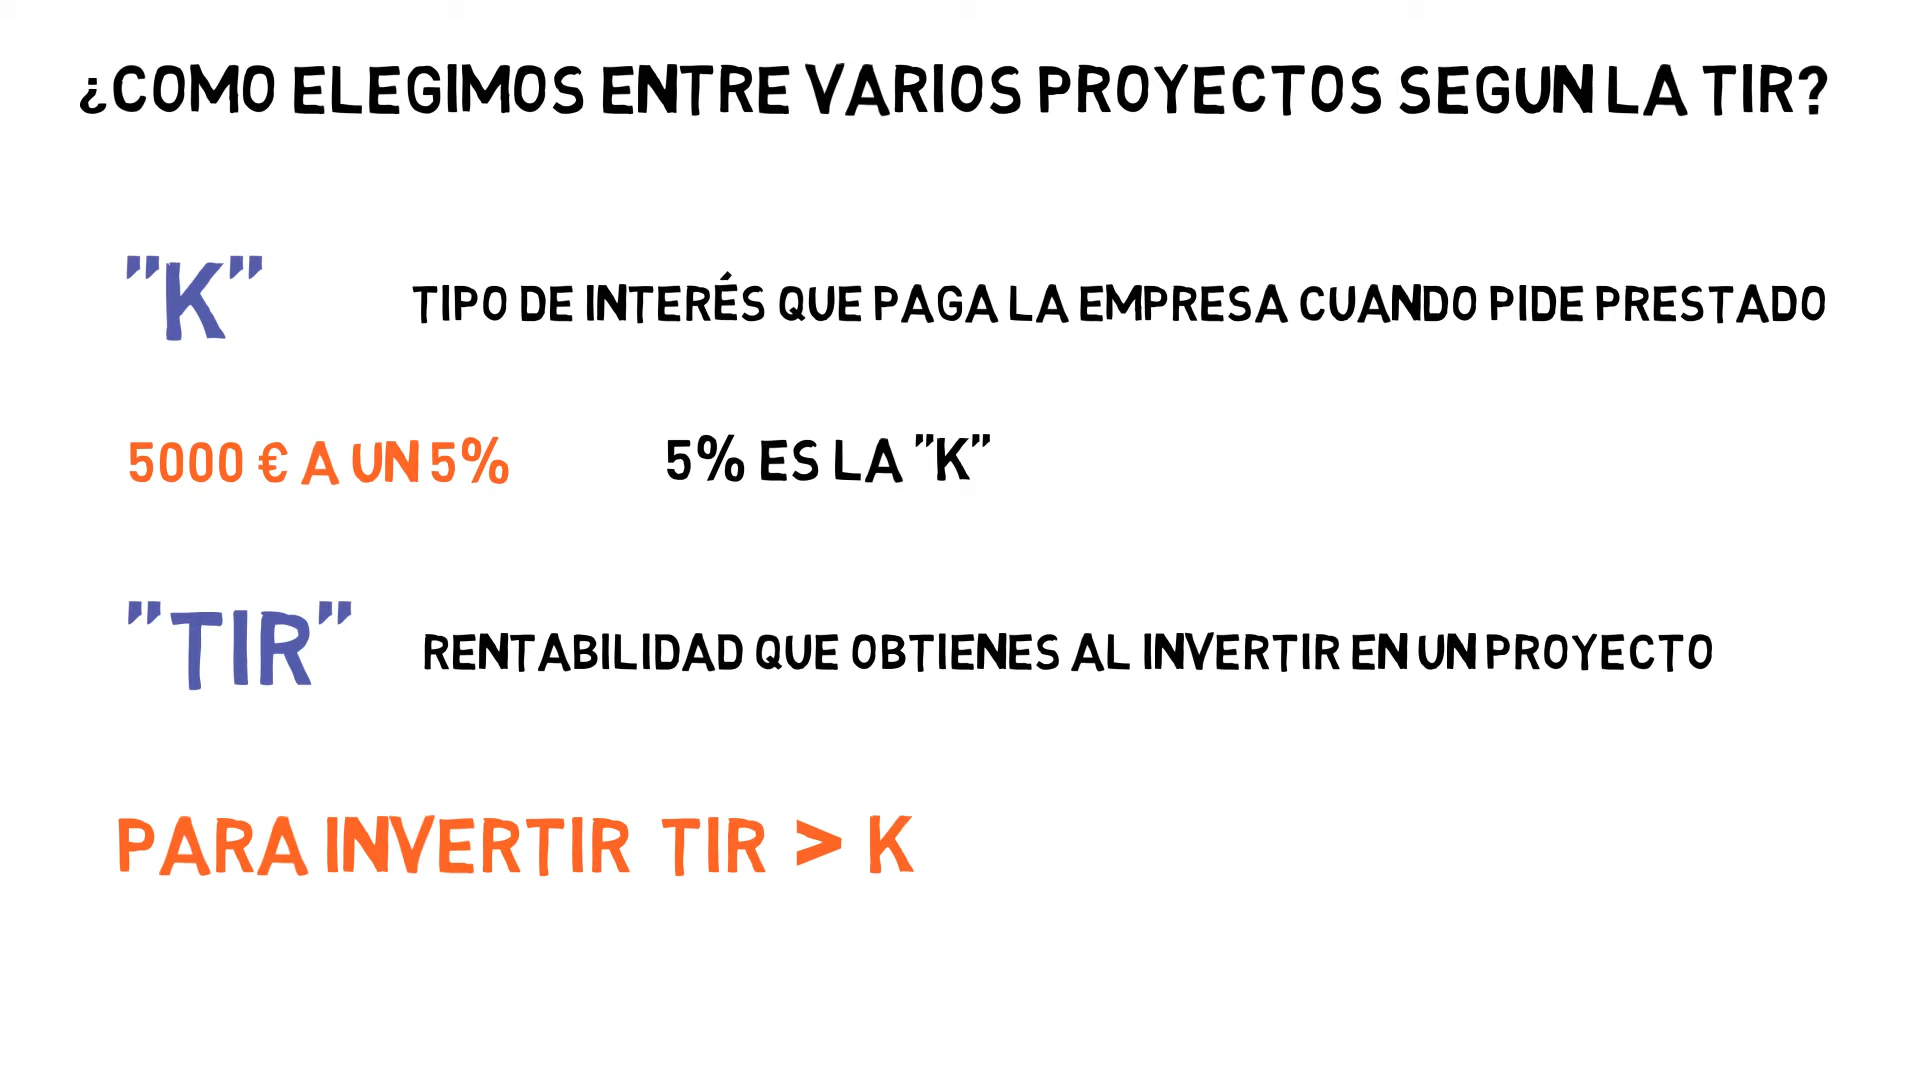 ¿COMO ELEGIMOS ENTRE VARIOS PROYECTOS SEGUN LA TIR?
"K" TIPO DE INTERÉS QUE PAGA LA EMPRESA CUANDO PIDE PRESTADO
5000 € A UN 5% 5% ES LA "K"
"TIR" RENTABILIDAD QUE OBTIENES AL INVERTIR EN UN PROYECTO
PARA INVERTIR TIR > K